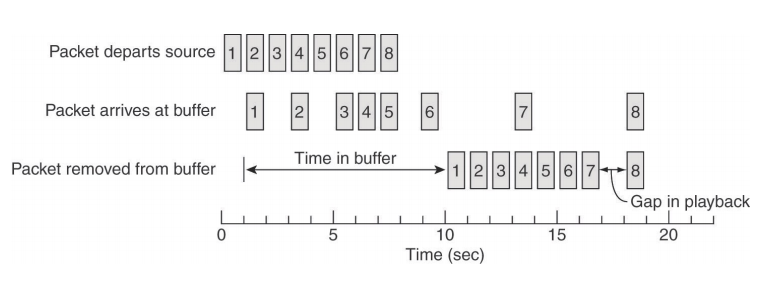 Packet departs source 1 2 3 4 5 6 7 8
Packet arrives at buffer 1 2 3 4 5 6 7 8
Packet removed from buffer Time in buffer 1 2 3 4 5 6 7 8
Gap in playback
0 5 10 15 20
Time (sec)